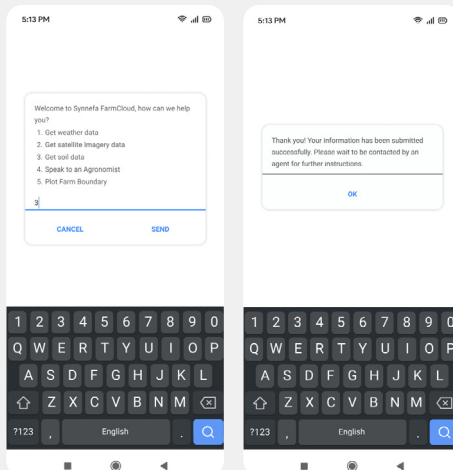 5:13 PM
Welcome to Synnefa FarmCloud, how can we help
you?
1. Get weather data
2. Get satellite Imagery data
3. Get soil data
4. Speak to an Agronomist
5. Plot Farm Boundary
3
CANCEL SEND
1 2 3 4 5 6 7 8 9 0
Q W E R T Y U I O P
A S D F G H J K L
Z X C V B N M
?123 , English .
5:13 PM
Thank you! Your information has been submitted
successfully. Please wait to be contacted by an
agent for further instructions.
OK
1 2 3 4 5 6 7 8 9 0
Q W E R T Y U I O P
A S D F G H J K L
Z X C V B N M
?123 , English .